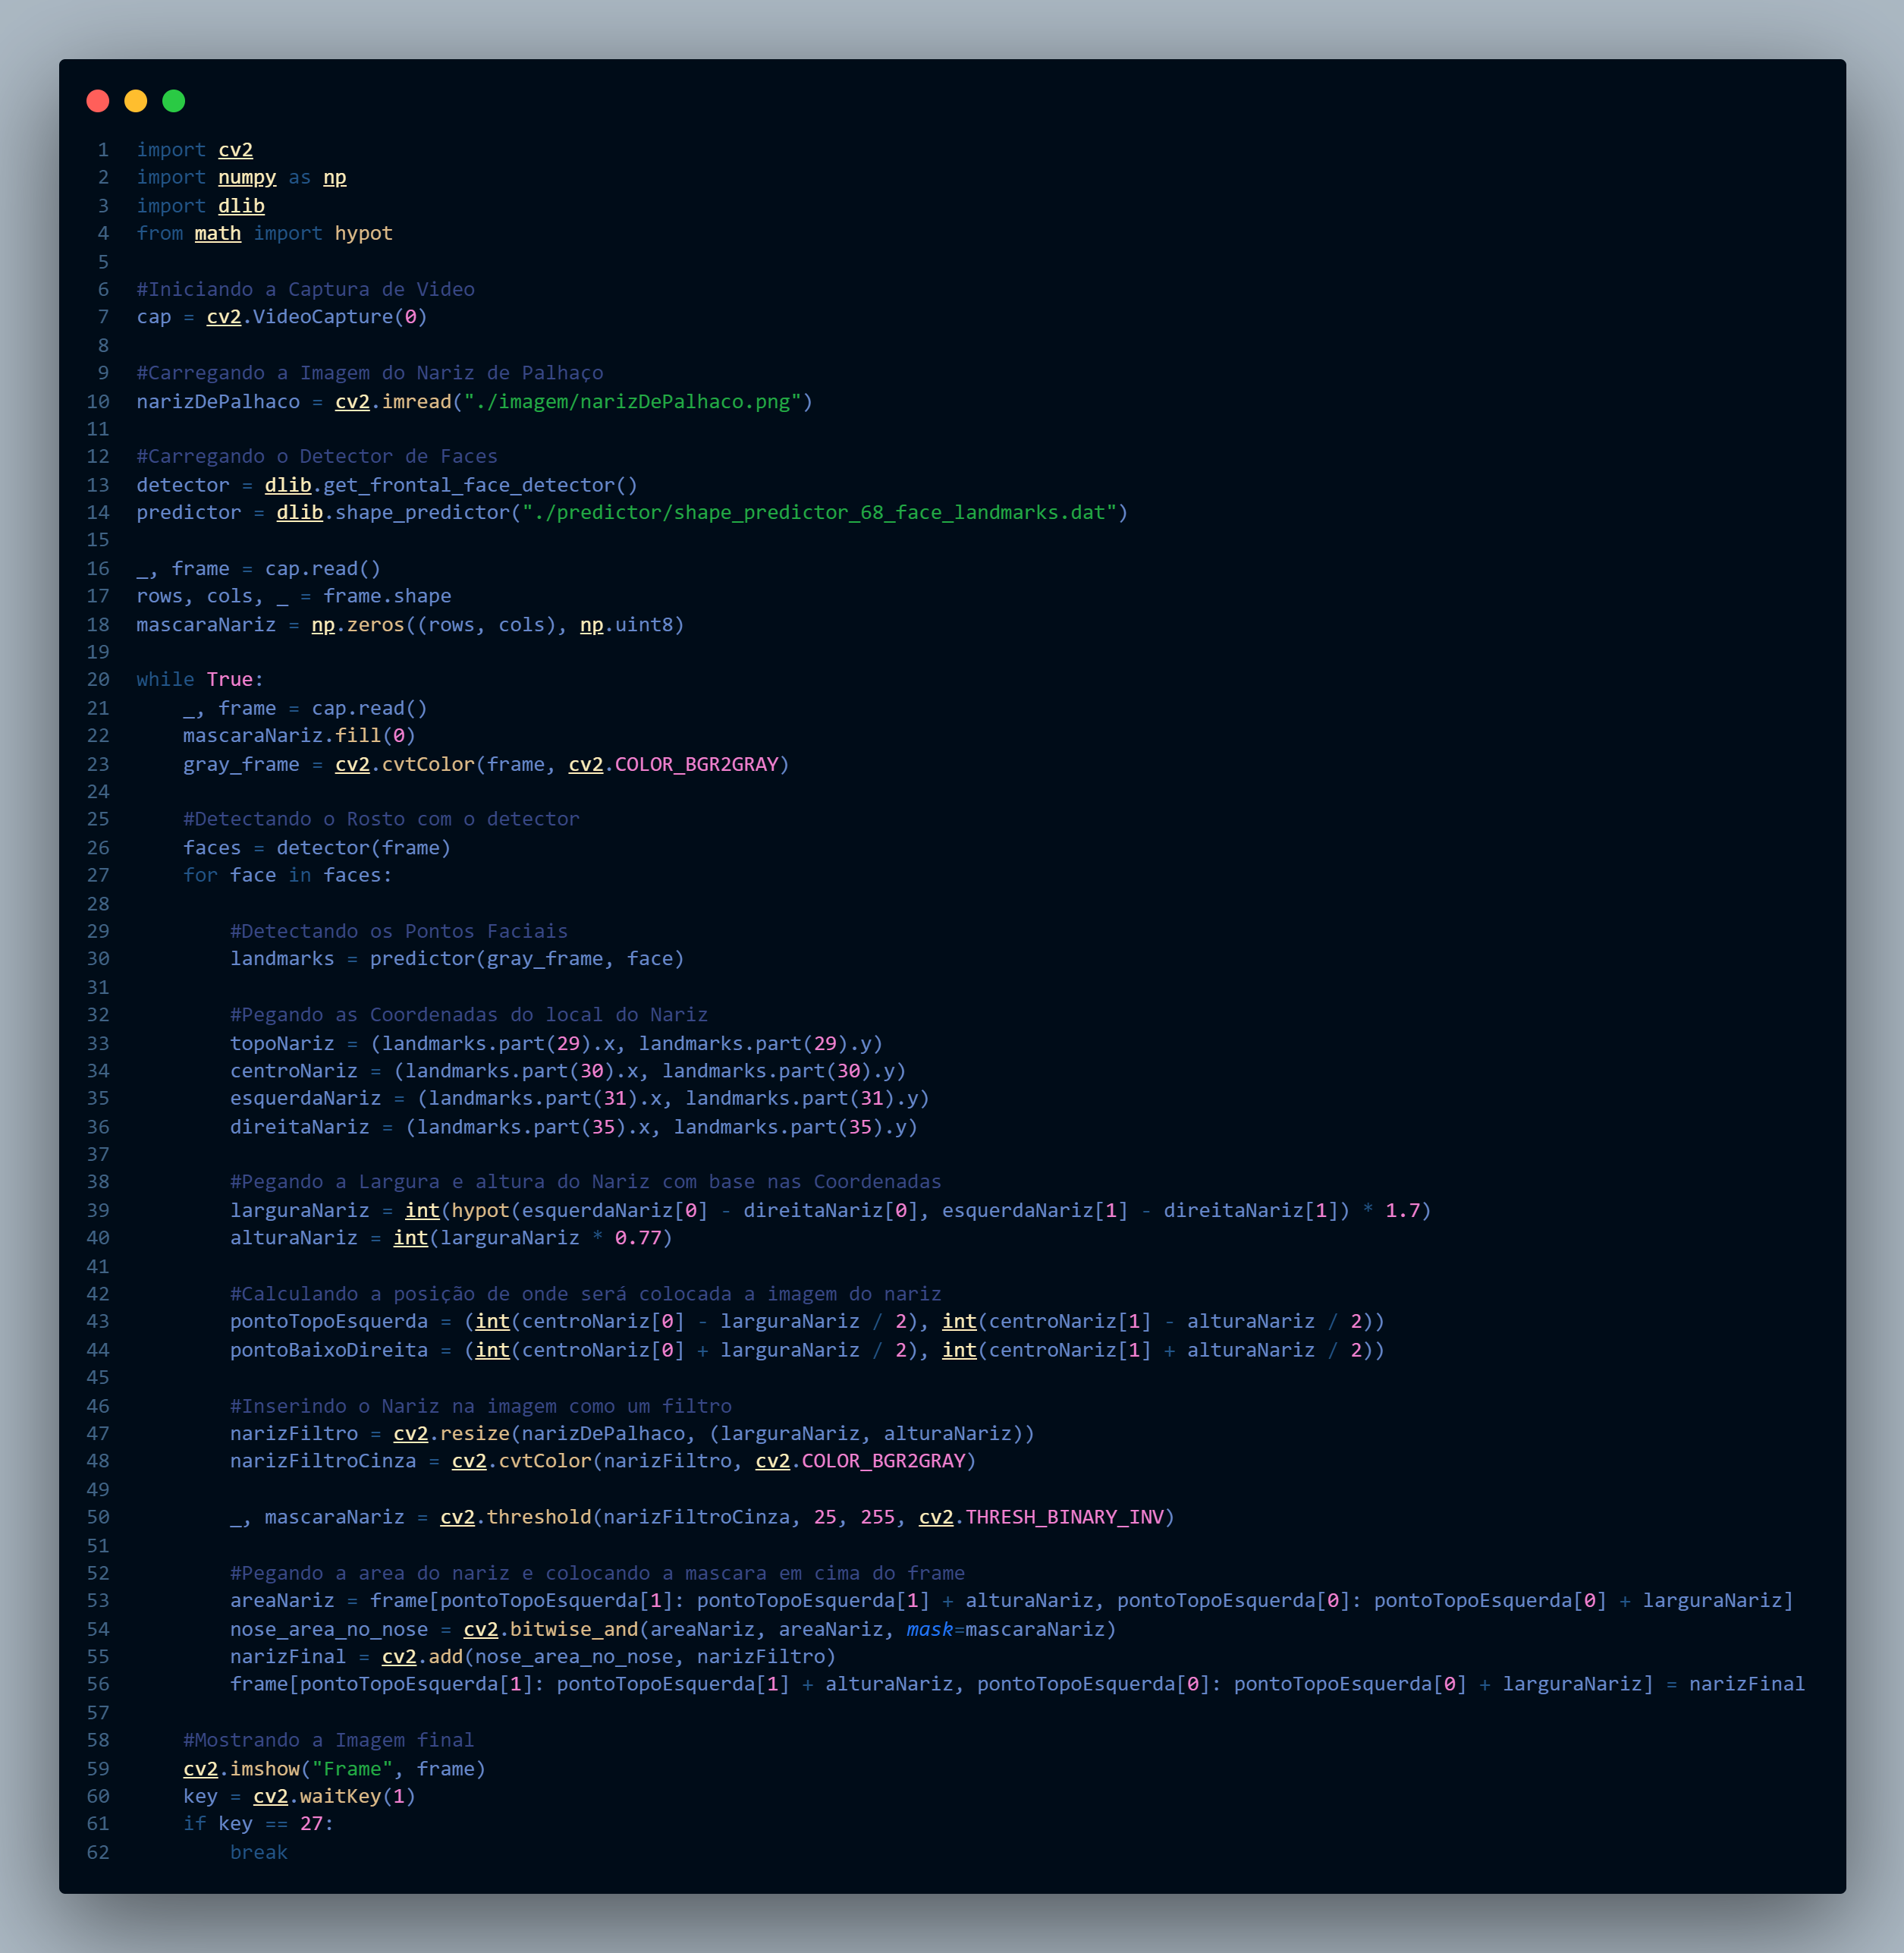 1 import cv2
2 import numpy as np
3 import dlib
4 from math import hypot
5
6 #Iniciando a Captura de Video
7 cap = cv2.VideoCapture(0)
8
9 #Carregando a Imagem do Nariz de Palhaço
10 narizDePalhaco = cv2.imread("./imagem/narizDePalhaco.png")
11
12 #Carregando o Detector de Faces
13 detector = dlib.get_frontal_face_detector()
14 predictor = dlib.shape_predictor("./predictor/shape_predictor_68_face_landmarks.dat")
15
16 _, frame = cap.read()
17 rows, cols, _ = frame.shape
18 mascaraNariz = np.zeros((rows, cols), np.uint8)
19
20 while True:
21     _, frame = cap.read()
22     mascaraNariz.fill(0)
23     gray_frame = cv2.cvtColor(frame, cv2.COLOR_BGR2GRAY)
24
25     #Detectando o Rosto com o detector
26     faces = detector(frame)
27     for face in faces:
28
29         #Detectando os Pontos Faciais
30         landmarks = predictor(gray_frame, face)
31
32         #Pegando as Coordenadas do local do Nariz
33         topoNariz = (landmarks.part(29).x, landmarks.part(29).y)
34         centroNariz = (landmarks.part(30).x, landmarks.part(30).y)
35         esquerdaNariz = (landmarks.part(31).x, landmarks.part(31).y)
36         direitaNariz = (landmarks.part(35).x, landmarks.part(35).y)
37
38         #Pegando a Largura e altura do Nariz com base nas Coordenadas
39         larguraNariz = int(hypot(esquerdaNariz[0] - direitaNariz[0], esquerdaNariz[1] - direitaNariz[1]) * 1.7)
40         alturaNariz = int(larguraNariz * 0.77)
41
42         #Calculando a posição de onde será colocada a imagem do nariz
43         pontoTopoEsquerda = (int(centroNariz[0] - larguraNariz / 2), int(centroNariz[1] - alturaNariz / 2))
44         pontoBaixoDireita = (int(centroNariz[0] + larguraNariz / 2), int(centroNariz[1] + alturaNariz / 2))
45
46         #Inserindo o Nariz na imagem como um filtro
47         narizFiltro = cv2.resize(narizDePalhaco, (larguraNariz, alturaNariz))
48         narizFiltroCinza = cv2.cvtColor(narizFiltro, cv2.COLOR_BGR2GRAY)
49
50         _, mascaraNariz = cv2.threshold(narizFiltroCinza, 25, 255, cv2.THRESH_BINARY_INV)
51
52         #Pegando a area do nariz e colocando a mascara em cima do frame
53         areaNariz = frame[pontoTopoEsquerda[1]: pontoTopoEsquerda[1] + alturaNariz, pontoTopoEsquerda[0]: pontoTopoEsquerda[0] + larguraNariz]
54         nose_area_no_nose = cv2.bitwise_and(areaNariz, areaNariz, mask=mascaraNariz)
55         narizFinal = cv2.add(nose_area_no_nose, narizFiltro)
56         frame[pontoTopoEsquerda[1]: pontoTopoEsquerda[1] + alturaNariz, pontoTopoEsquerda[0]: pontoTopoEsquerda[0] + larguraNariz] = narizFinal
57
58     #Mostrando a Imagem final
59     cv2.imshow("Frame", frame)
60     key = cv2.waitKey(1)
61     if key == 27:
62         break